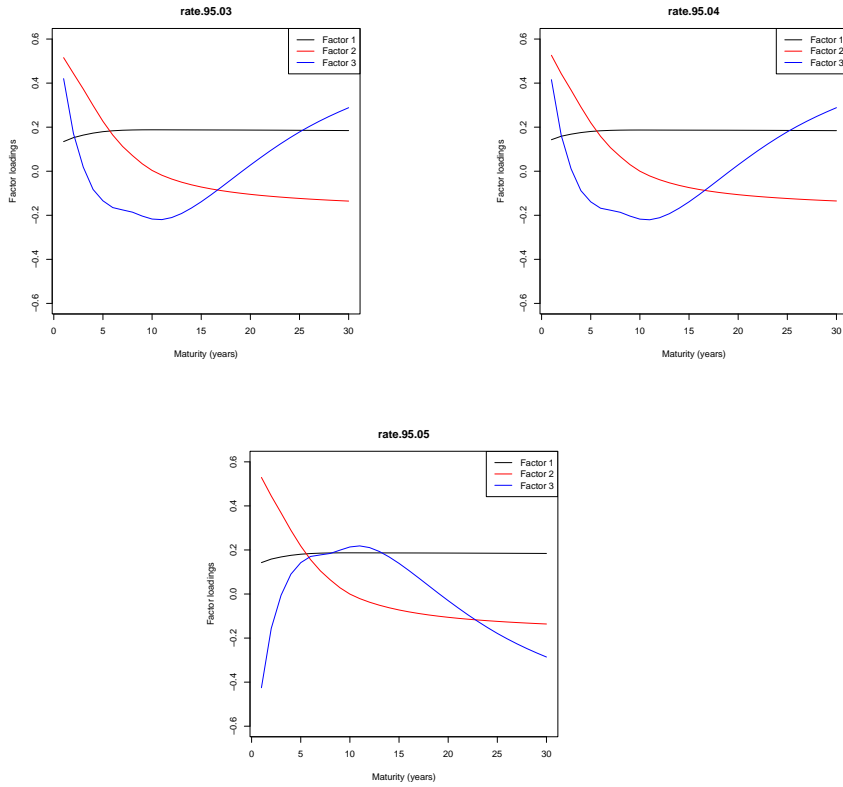 rate.95.03
Factor loadings
0.6
0.4
0.2
0.0
−0.2
−0.4
−0.6
Factor 1
Factor 2
Factor 3
0 5 10 15 20 25 30
Maturity (years)
rate.95.04
Factor loadings
0.6
0.4
0.2
0.0
−0.2
−0.4
−0.6
Factor 1
Factor 2
Factor 3
0 5 10 15 20 25 30
Maturity (years)
rate.95.05
Factor loadings
0.6
0.4
0.2
0.0
−0.2
−0.4
−0.6
Factor 1
Factor 2
Factor 3
0 5 10 15 20 25 30
Maturity (years)